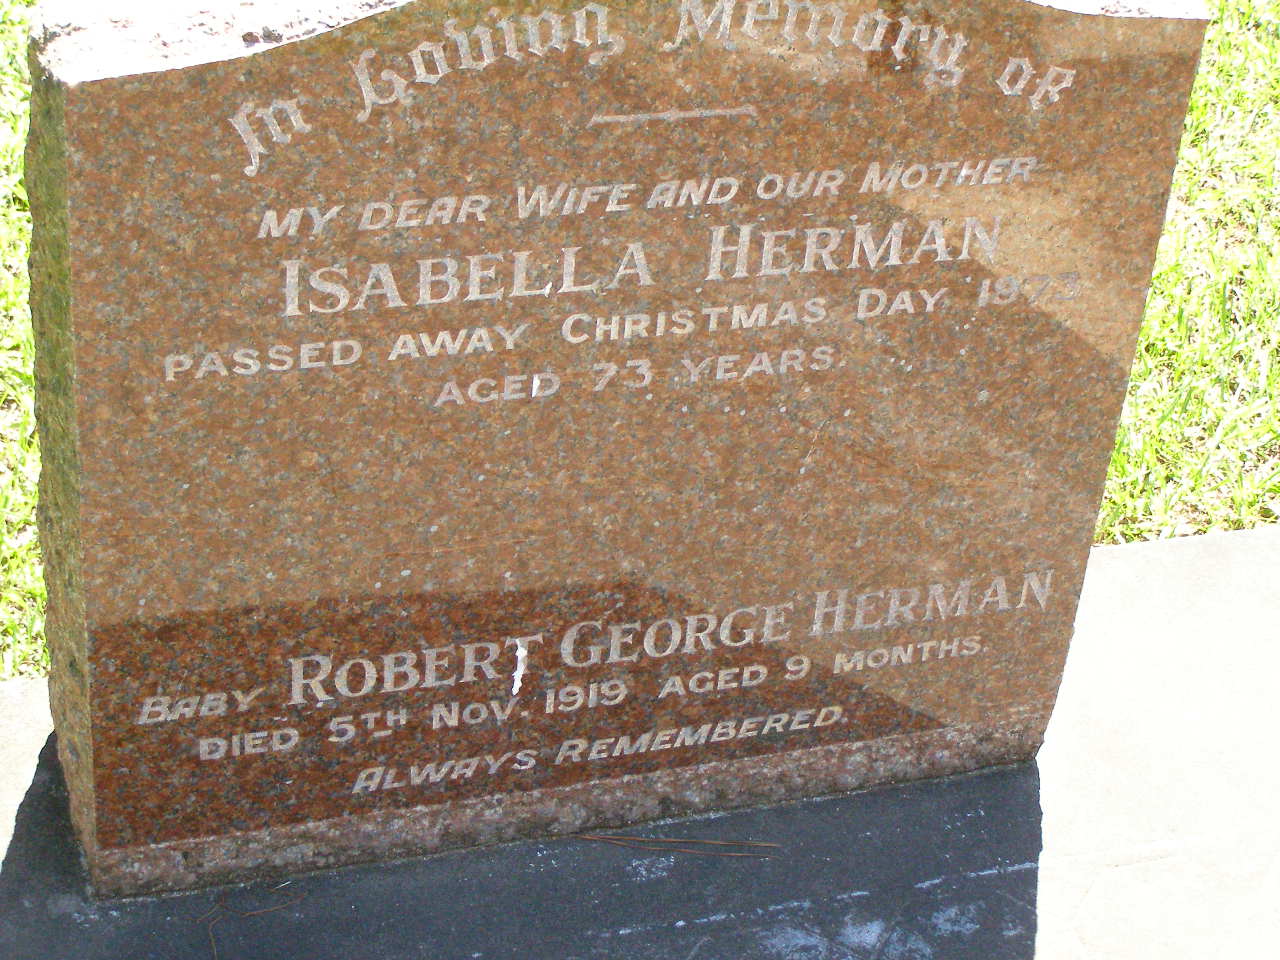 In Loving Memory of
MY DEAR WIFE AND OUR MOTHER
ISABELLA HERMAN
PASSED AWAY CHRISTMAS DAY 1973
AGED 73 YEARS.
BABY ROBERT GEORGE HERMAN
DIED 5TH NOV. 1919 AGED 9 MONTHS.
ALWAYS REMEMBERED.